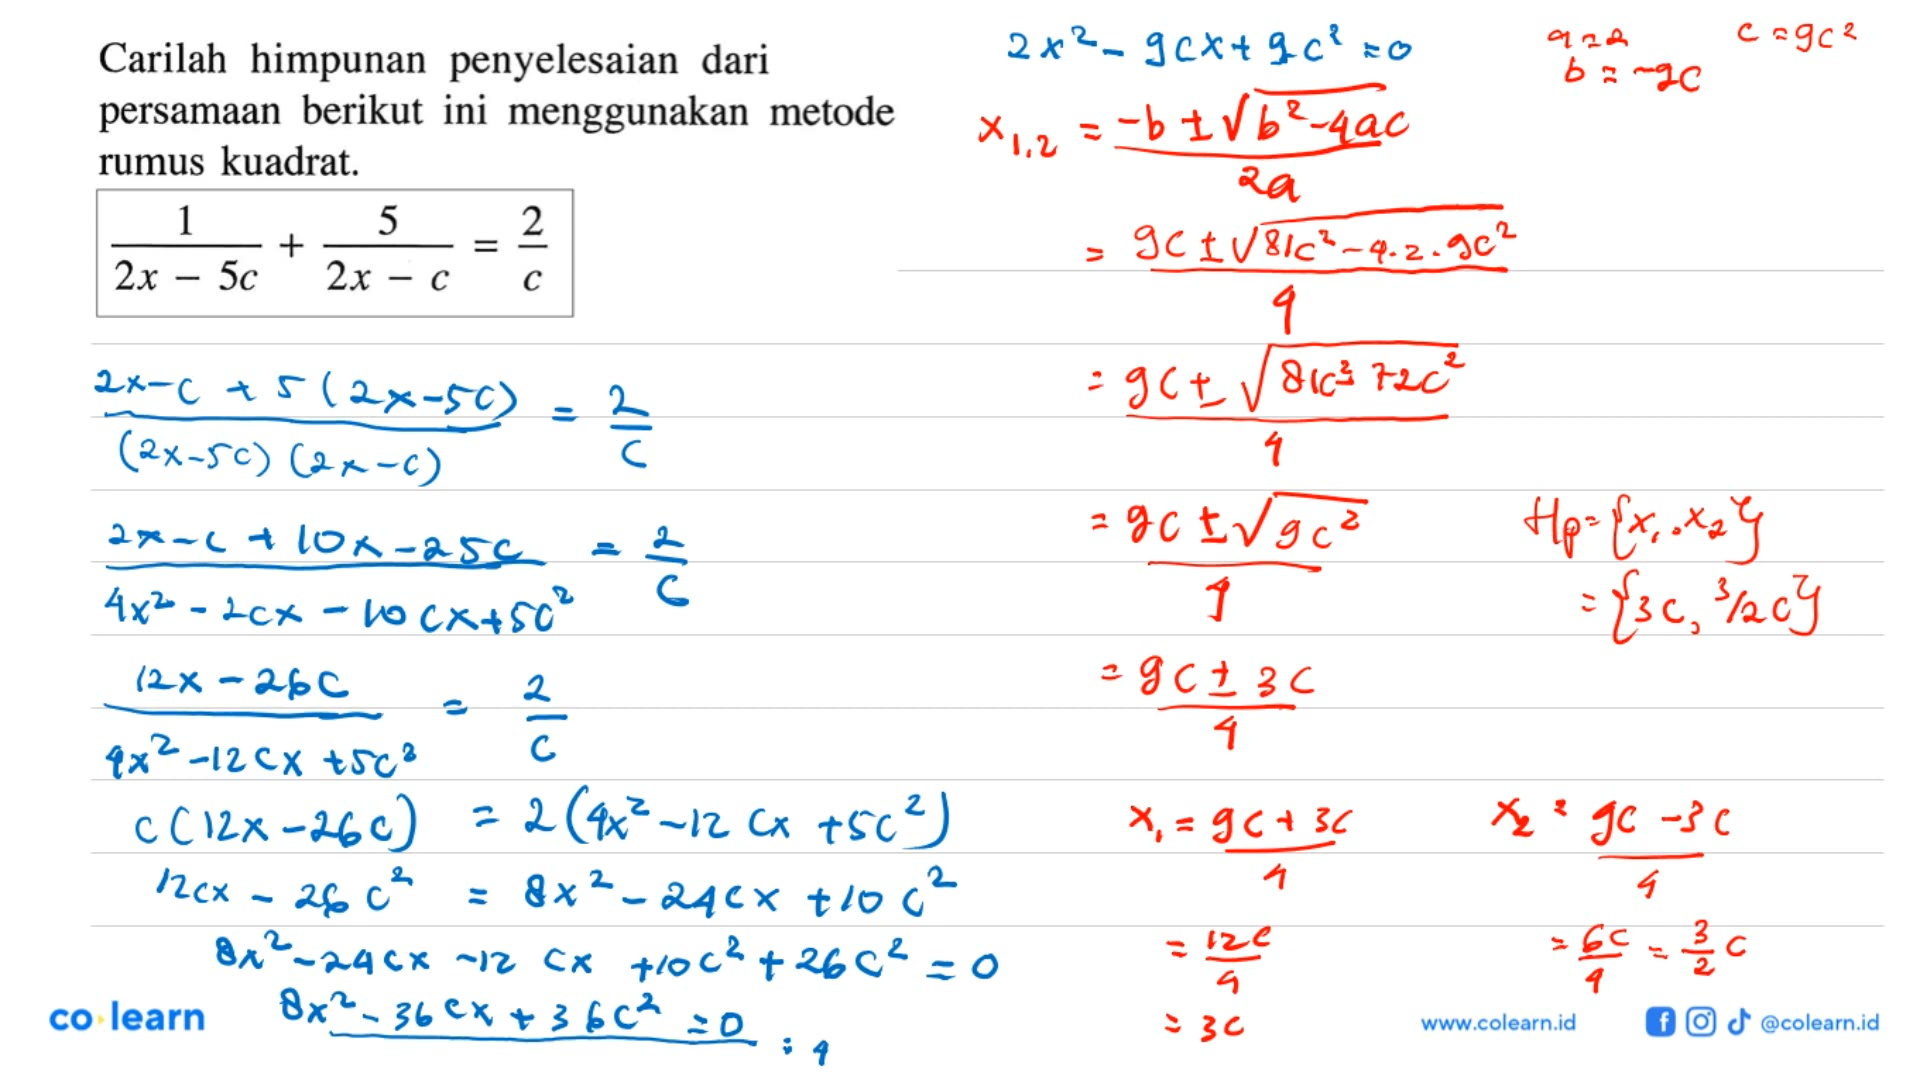 Carilah himpunan penyelesaian dari
persamaan berikut ini menggunakan metode
rumus kuadrat.
1/(2x - 5c) + 5/(2x - c) = 2/c
(2x-c + 5(2x-5c))/((2x-5c)(2x-c)) = 2/c
(2x-c + 10x-25c)/(4x² - 2cx - 10cx+5c²) = 2/c
(12x - 26c)/(4x² -12cx +5c²) = 2/c
c(12x-26c) = 2(4x² -12cx +5c²)
12cx - 26c² = 8x² - 24cx +10c²
8x² -24cx -12cx +10c² + 26c² = 0
8x² - 36cx + 36c² = 0 : 4
2x² - 9cx + 9c² = 0
a = 2
b = -9c
c = 9c²
x1,2 = (-b ± √(b² - 4ac))/2a
= (9c ± √(81c² - 4.2.9c²))/4
= (9c ± √(81c² - 72c²))/4
= (9c ± √(9c²))/4
= (9c ± 3c)/4
x₁ = (9c + 3c)/4
= 12c/4
= 3c
x₂ = (9c - 3c)/4
= 6c/4 = 3/2 c
Hp = {x₁, x₂}
= {3c, 3/2c}
co learn
www.colearn.id
@colearn.id